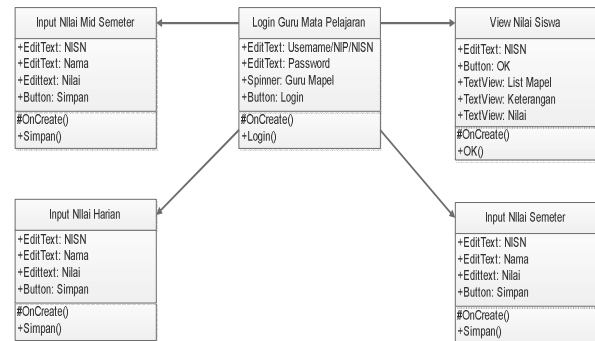 Input NIlai Mid Semeter
+EditText: NISN
+EditText: Nama
+Edittext: Nilai
+Button: Simpan
#OnCreate()
+Simpan()
Login Guru Mata Pelajaran
+EditText: Username/NIP/NISN
+EditText: Password
+Spinner: Guru Mapel
+Button: Login
#OnCreate()
+Login()
View Nilai Siswa
+EditText: NISN
+Button: OK
+TextView: List Mapel
+TextView: Keterangan
+TextView: Nilai
#OnCreate()
+OK()
Input NIlai Harian
+EditText: NISN
+EditText: Nama
+Edittext: Nilai
+Button: Simpan
#OnCreate()
+Simpan()
Input NIlai Semeter
+EditText: NISN
+EditText: Nama
+Edittext: Nilai
+Button: Simpan
#OnCreate()
+Simpan()